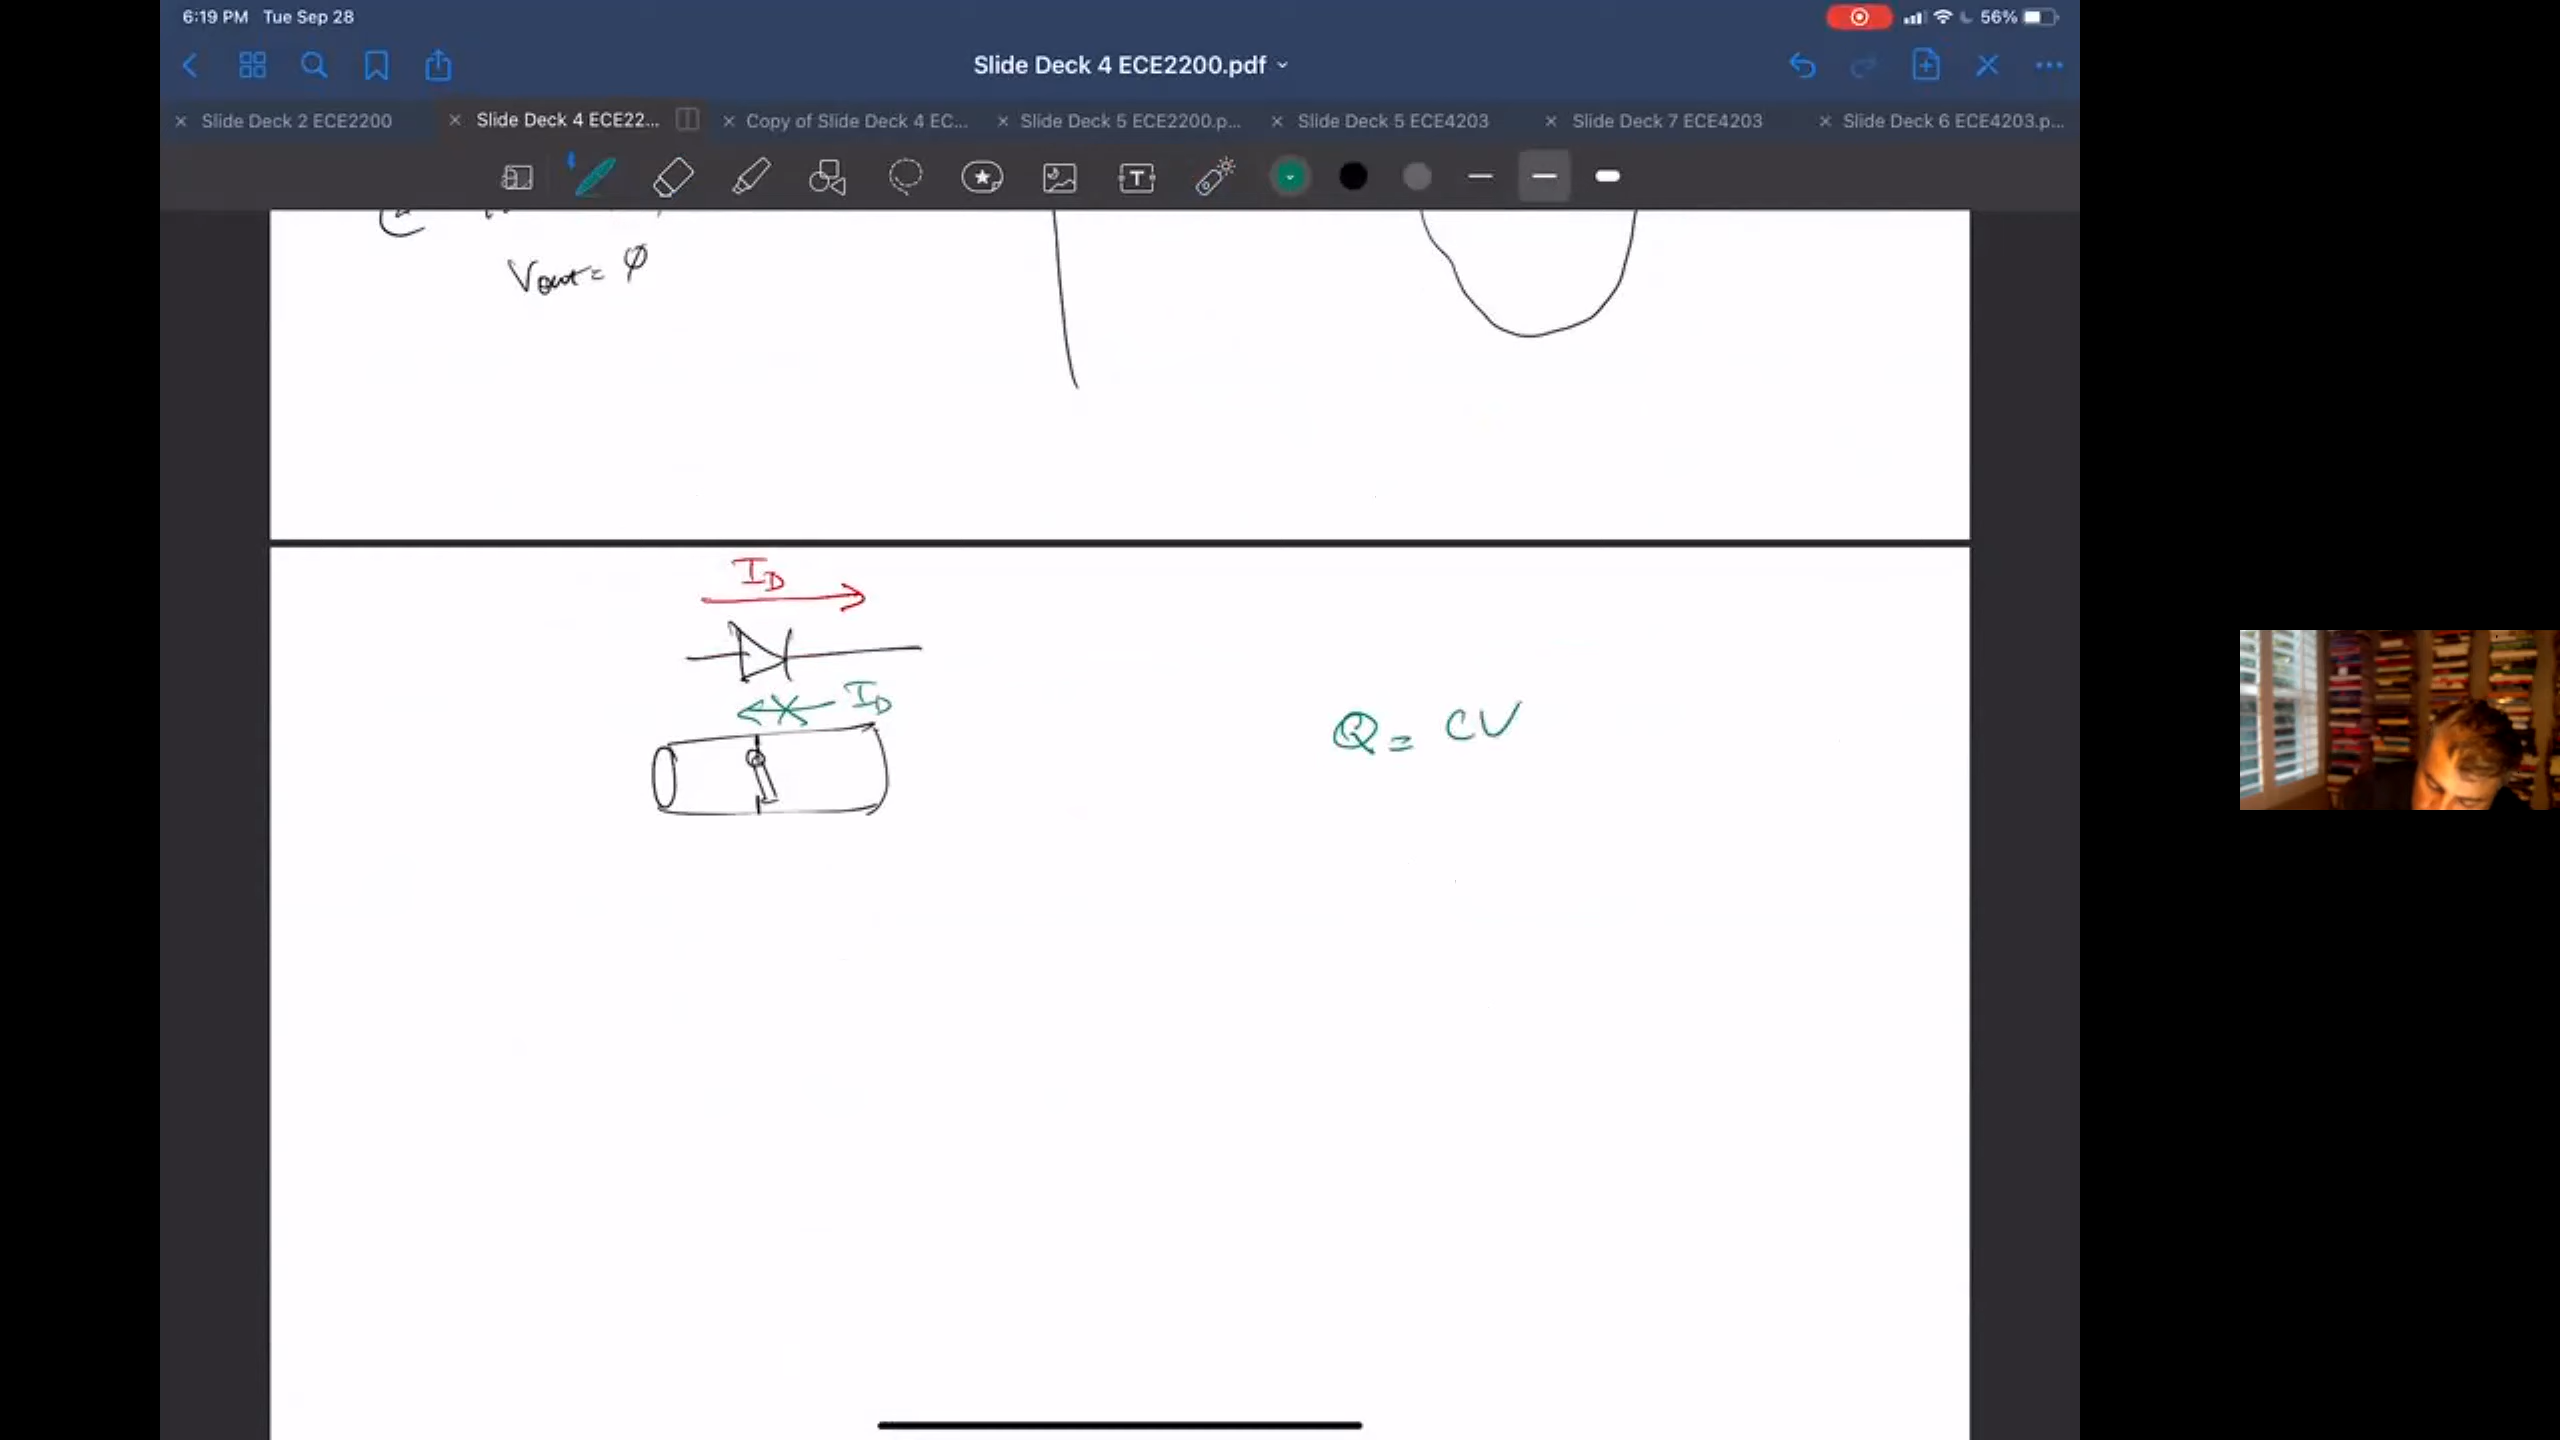 6:19 PM Tue Sep 28
56%
Slide Deck 4 ECE2200.pdf
Slide Deck 2 ECE2200
Slide Deck 4 ECE22...
Copy of Slide Deck 4 EC...
Slide Deck 5 ECE2200.p...
Slide Deck 5 ECE4203
Slide Deck 7 ECE4203
Slide Deck 6 ECE4203.p...
T
Vout = φ
I_D
I_D
Q = CV